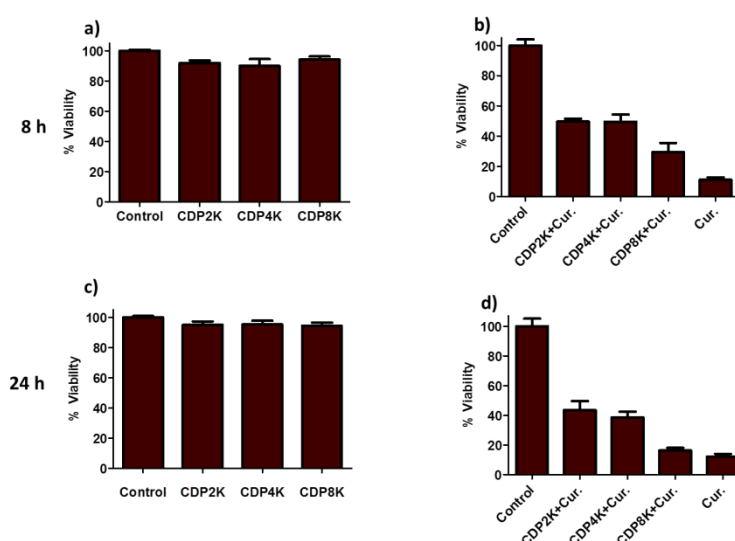 a)
% Viability
100
80
60
40
20
0
Control CDP2K CDP4K CDP8K
8 h
b)
% Viability
100
80
60
40
20
0
Control CDP2K+Cur. CDP4K+Cur. CDP8K+Cur. Cur.
c)
% Viability
100
80
60
40
20
0
Control CDP2K CDP4K CDP8K
24 h
d)
% Viability
100
80
60
40
20
0
Control CDP2K+Cur. CDP4K+Cur. CDP8K+Cur. Cur.